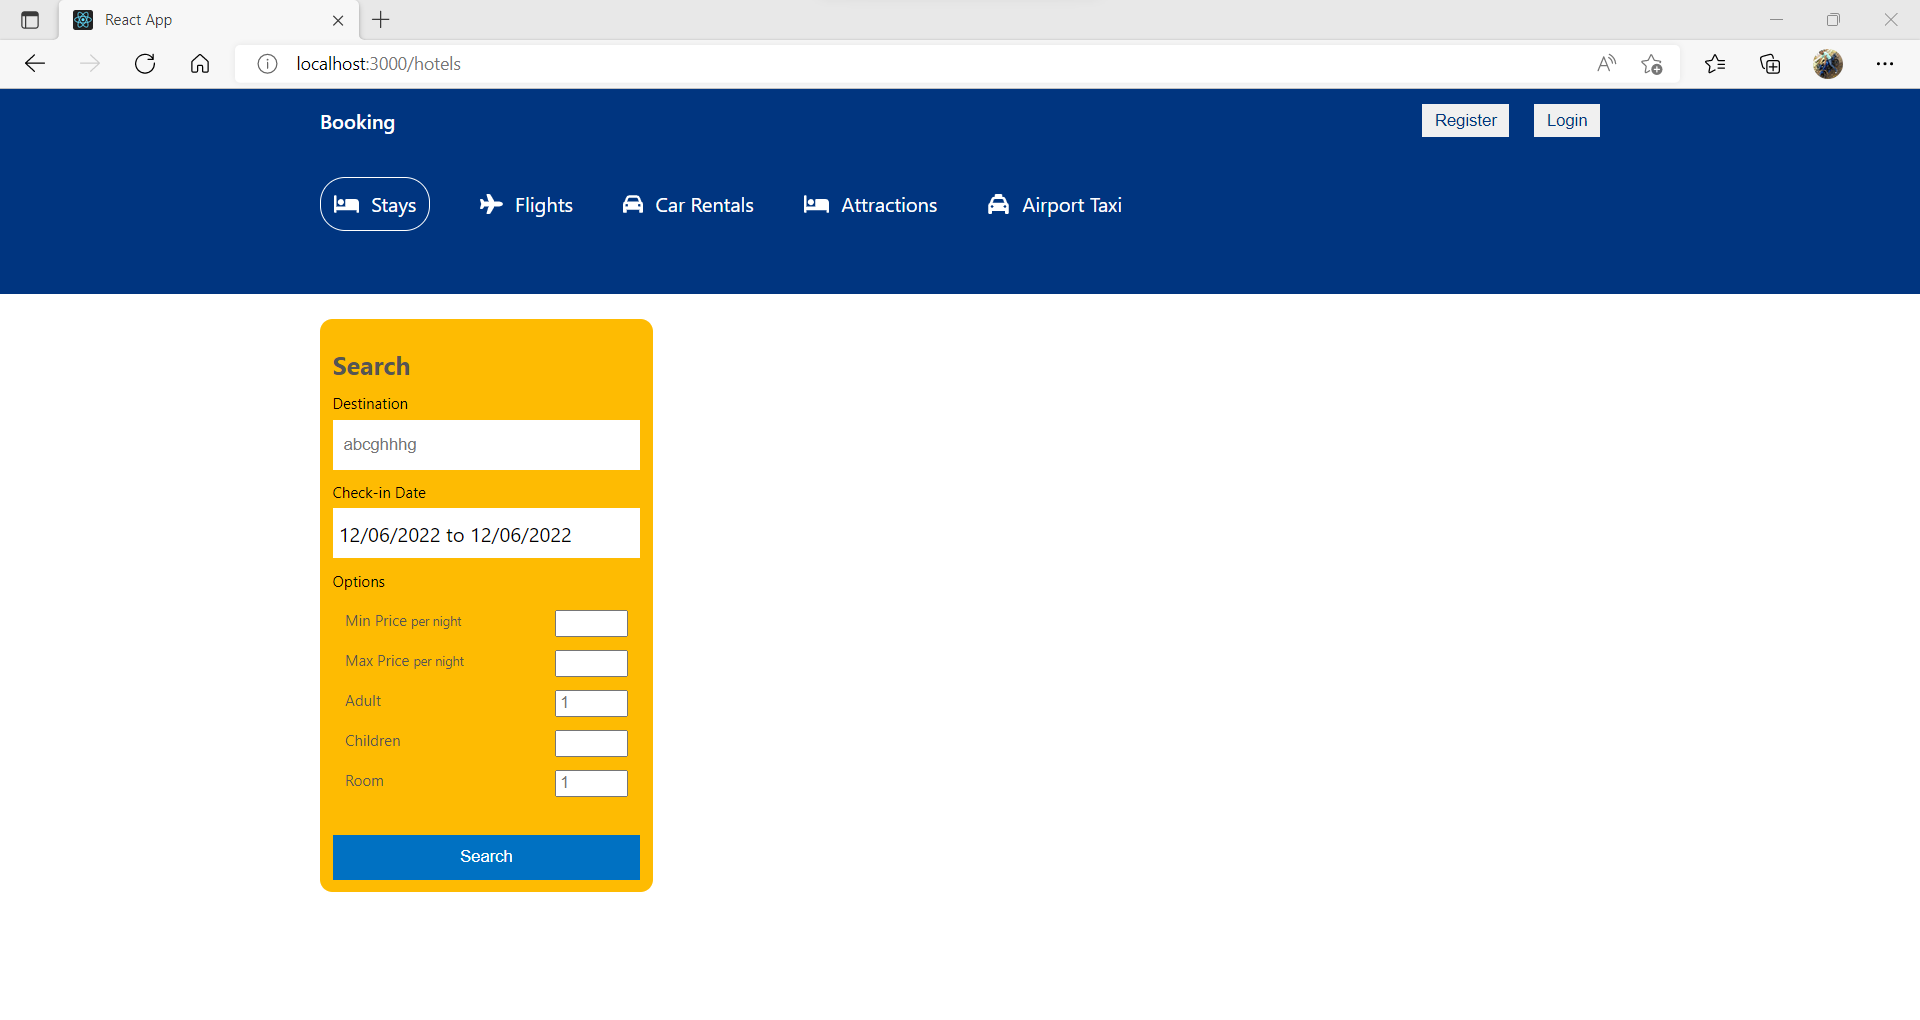 React App
localhost:3000/hotels
Booking
Register Login
Stays Flights Car Rentals Attractions Airport Taxi
Search
Destination
abcghhhg
Check-in Date
12/06/2022 to 12/06/2022
Options
Min Price per night
Max Price per night
Adult 1
Children
Room 1
Search